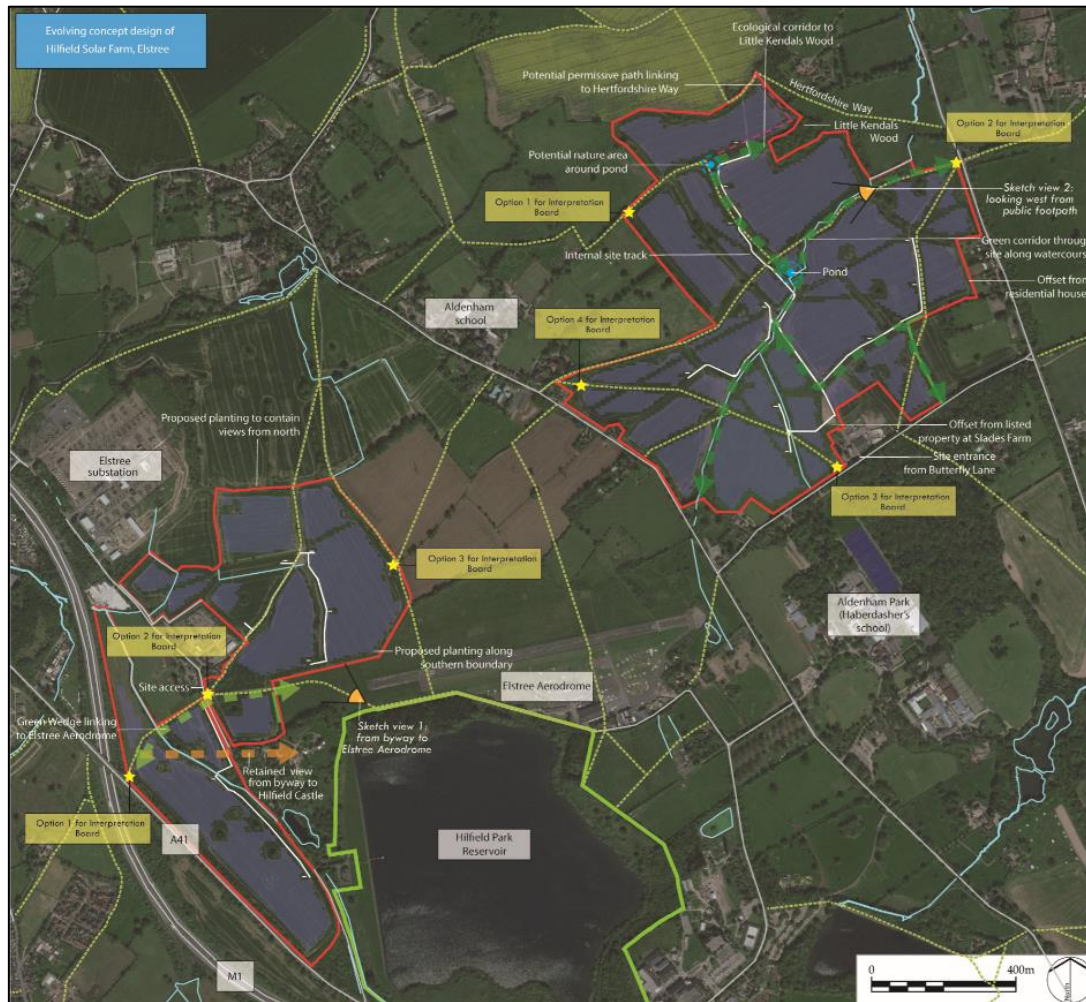 Evolving concept design of
Hilfield Solar Farm, Elstree
Ecological corridor to
Little Kendals Wood
Potential permissive path linking
to Hertfordshire Way
Hertfordshire Way
Little Kendals
Wood
Option 2 for Interpretation
Board
Potential nature area
around pond
Sketch view 2:
looking west from
public footpath
Option 1 for Interpretation
Board
Internal site track
Green corridor throug
site along watercours
Pond
Offset from
residential house
Aldenham
school
Option 4 for Interpretation
Board
Proposed planting to contain
views from north
Offset from listed
property at Slades Farm
Elstree
substation
Site entrance
from Butterfly Lane
Option 3 for Interpretation
Board
Option 3 for Interpretation
Board
Aldenham Park
(Haberdasher's
school)
Option 2 for Interpretation
Board
Proposed planting along
southern boundary
Site access
Elstree Aerodrome
Green Wedge linking
to Elstree Aerodrome
Sketch view 1:
from byway to
Elstree Aerodrome
Retained view
from byway to
Hilfield Castle
Option 1 for Interpretation
Board
A41
Hilfield Park
Reservoir
M1
0 400m
North